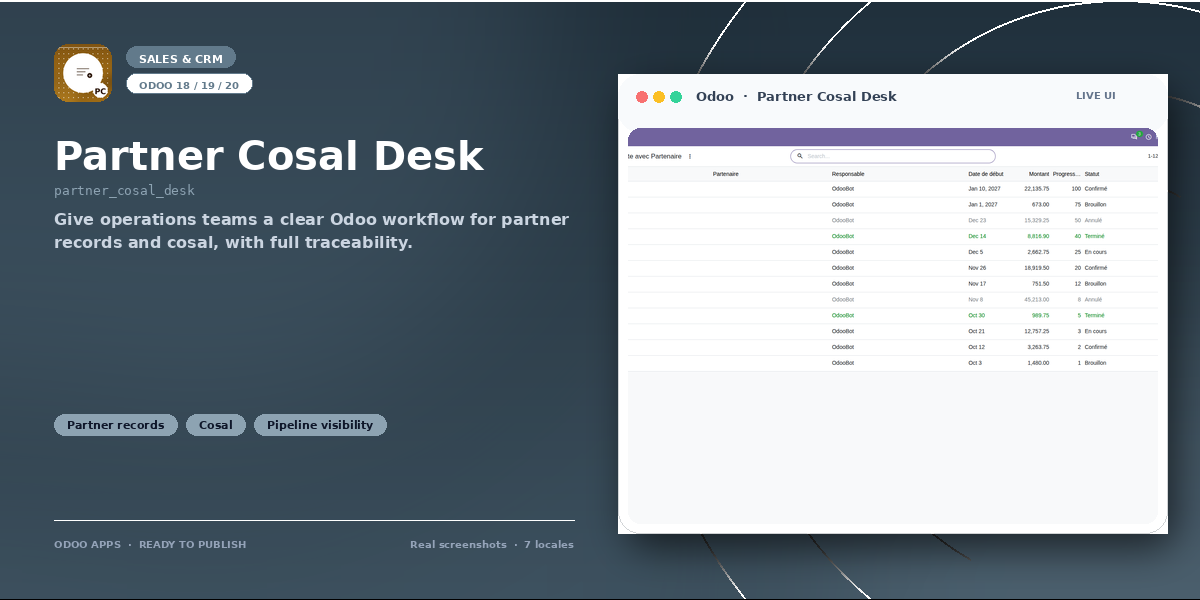 PC
SALES & CRM
ODOO 18 / 19 / 20
Partner Cosal Desk
partner_cosal_desk
Give operations teams a clear Odoo workflow for partner
records and cosal, with full traceability.
Partner records
Cosal
Pipeline visibility
ODOO APPS · READY TO PUBLISH
Real screenshots · 7 locales
Odoo · Partner Cosal Desk
LIVE UI
te avec Partenaire
Search...
1-12
Partenaire Responsable Date de début Montant Progress... Statut
OdooBot Jan 10, 2027 22,135.75 100 Confirmé
OdooBot Jan 1, 2027 673.00 75 Brouillon
OdooBot Dec 23 15,329.25 50 Annulé
OdooBot Dec 14 8,816.90 40 Terminé
OdooBot Dec 5 2,662.75 25 En cours
OdooBot Nov 26 18,919.50 20 Confirmé
OdooBot Nov 17 751.50 12 Brouillon
OdooBot Nov 8 45,213.00 8 Annulé
OdooBot Oct 30 989.75 5 Terminé
OdooBot Oct 21 12,757.25 3 En cours
OdooBot Oct 12 3,263.75 2 Confirmé
OdooBot Oct 3 1,480.00 1 Brouillon